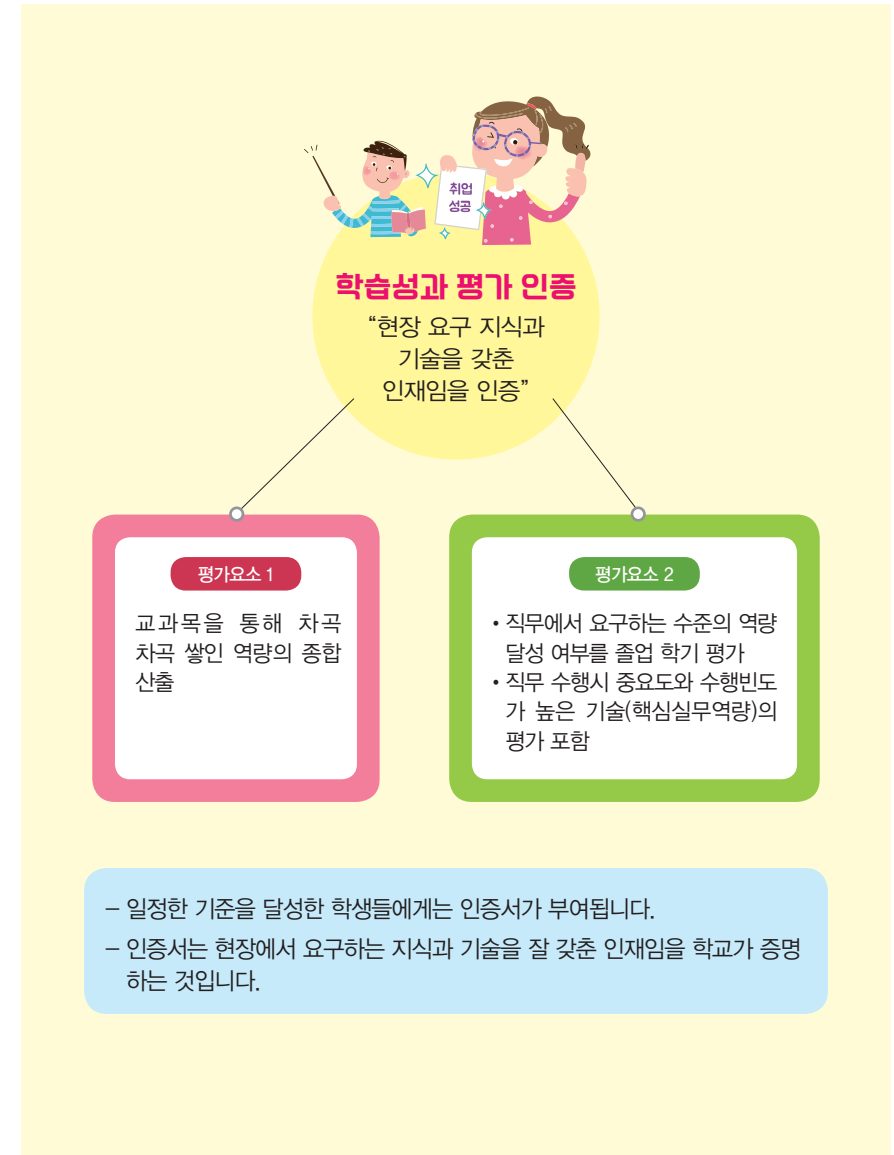 취업
성공
학습성과 평가 인증
“현장 요구 지식과
기술을 갖춘
인재임을 인증”
평가요소 1
교과목을 통해 차곡
차곡 쌓인 역량의 종합
산출
평가요소 2
• 직무에서 요구하는 수준의 역량
달성 여부를 졸업 학기 평가
• 직무 수행시 중요도와 수행빈도
가 높은 기술(핵심실무역량)의
평가 포함
– 일정한 기준을 달성한 학생들에게는 인증서가 부여됩니다.
– 인증서는 현장에서 요구하는 지식과 기술을 잘 갖춘 인재임을 학교가 증명
하는 것입니다.